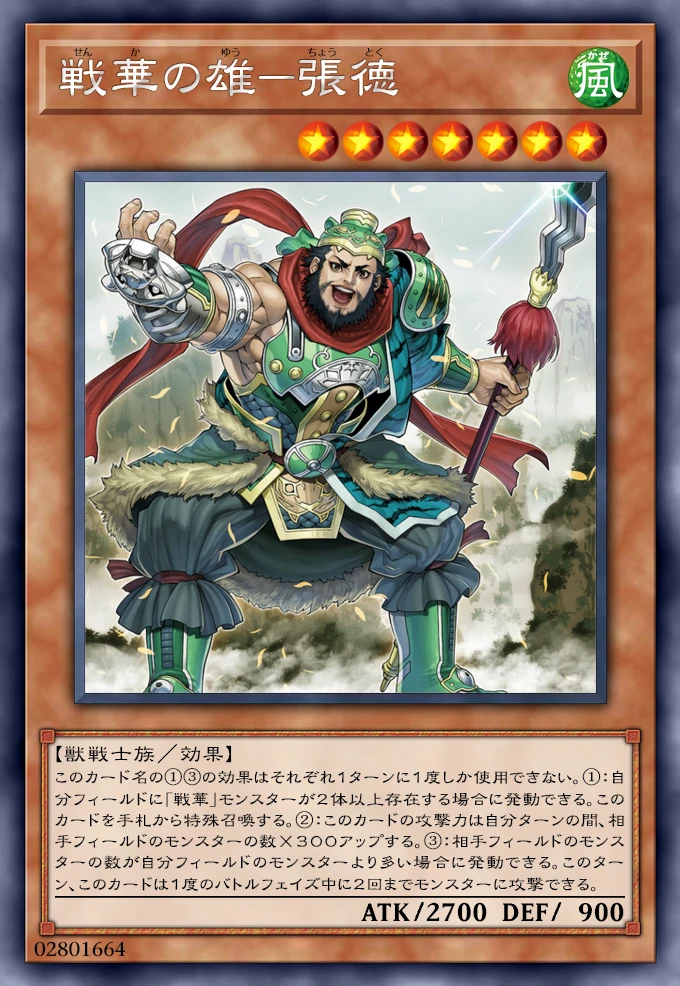 せん か ゆう ちょう とく
戦華の雄－張徳
かぜ
風
【獣戦士族／効果】
このカード名の①③の効果はそれぞれ１ターンに１度しか使用できない。①：自
分フィールドに「戦華」モンスターが２体以上存在する場合に発動できる。この
カードを手札から特殊召喚する。②：このカードの攻撃力は自分ターンの間、相
手フィールドのモンスターの数×３００アップする。③：相手フィールドのモンス
ターの数が自分フィールドのモンスターより多い場合に発動できる。このター
ン、このカードは１度のバトルフェイズ中に２回までモンスターに攻撃できる。
ATK/2700 DEF/ 900
02801664